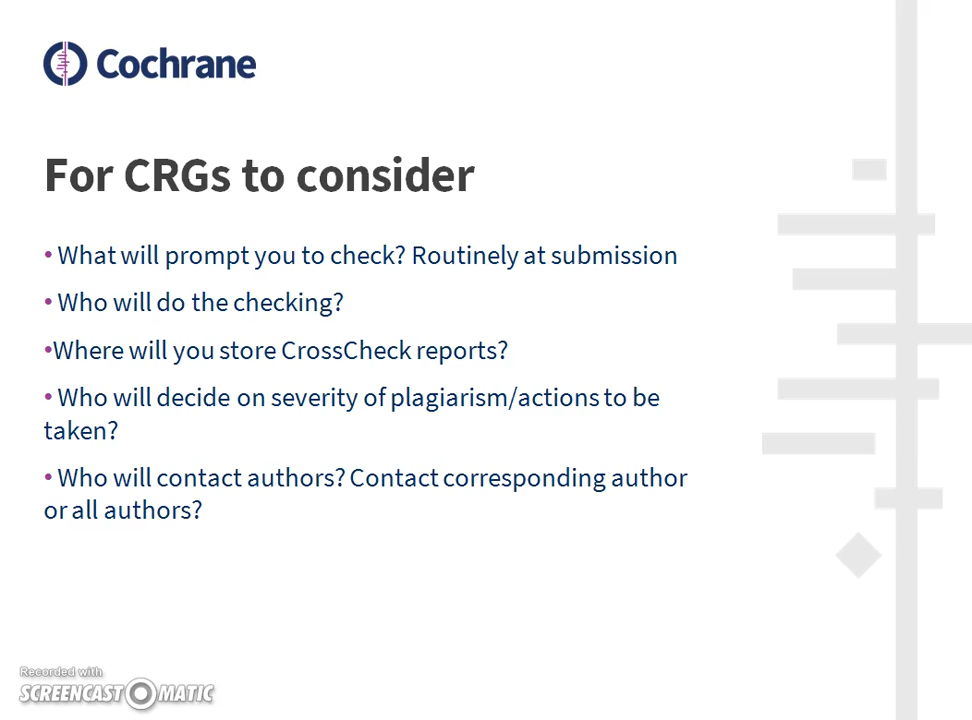 Cochrane
For CRGs to consider
• What will prompt you to check? Routinely at submission
• Who will do the checking?
•Where will you store CrossCheck reports?
• Who will decide on severity of plagiarism/actions to be
taken?
• Who will contact authors? Contact corresponding author
or all authors?
Recorded with
SCREENCAST MATIC